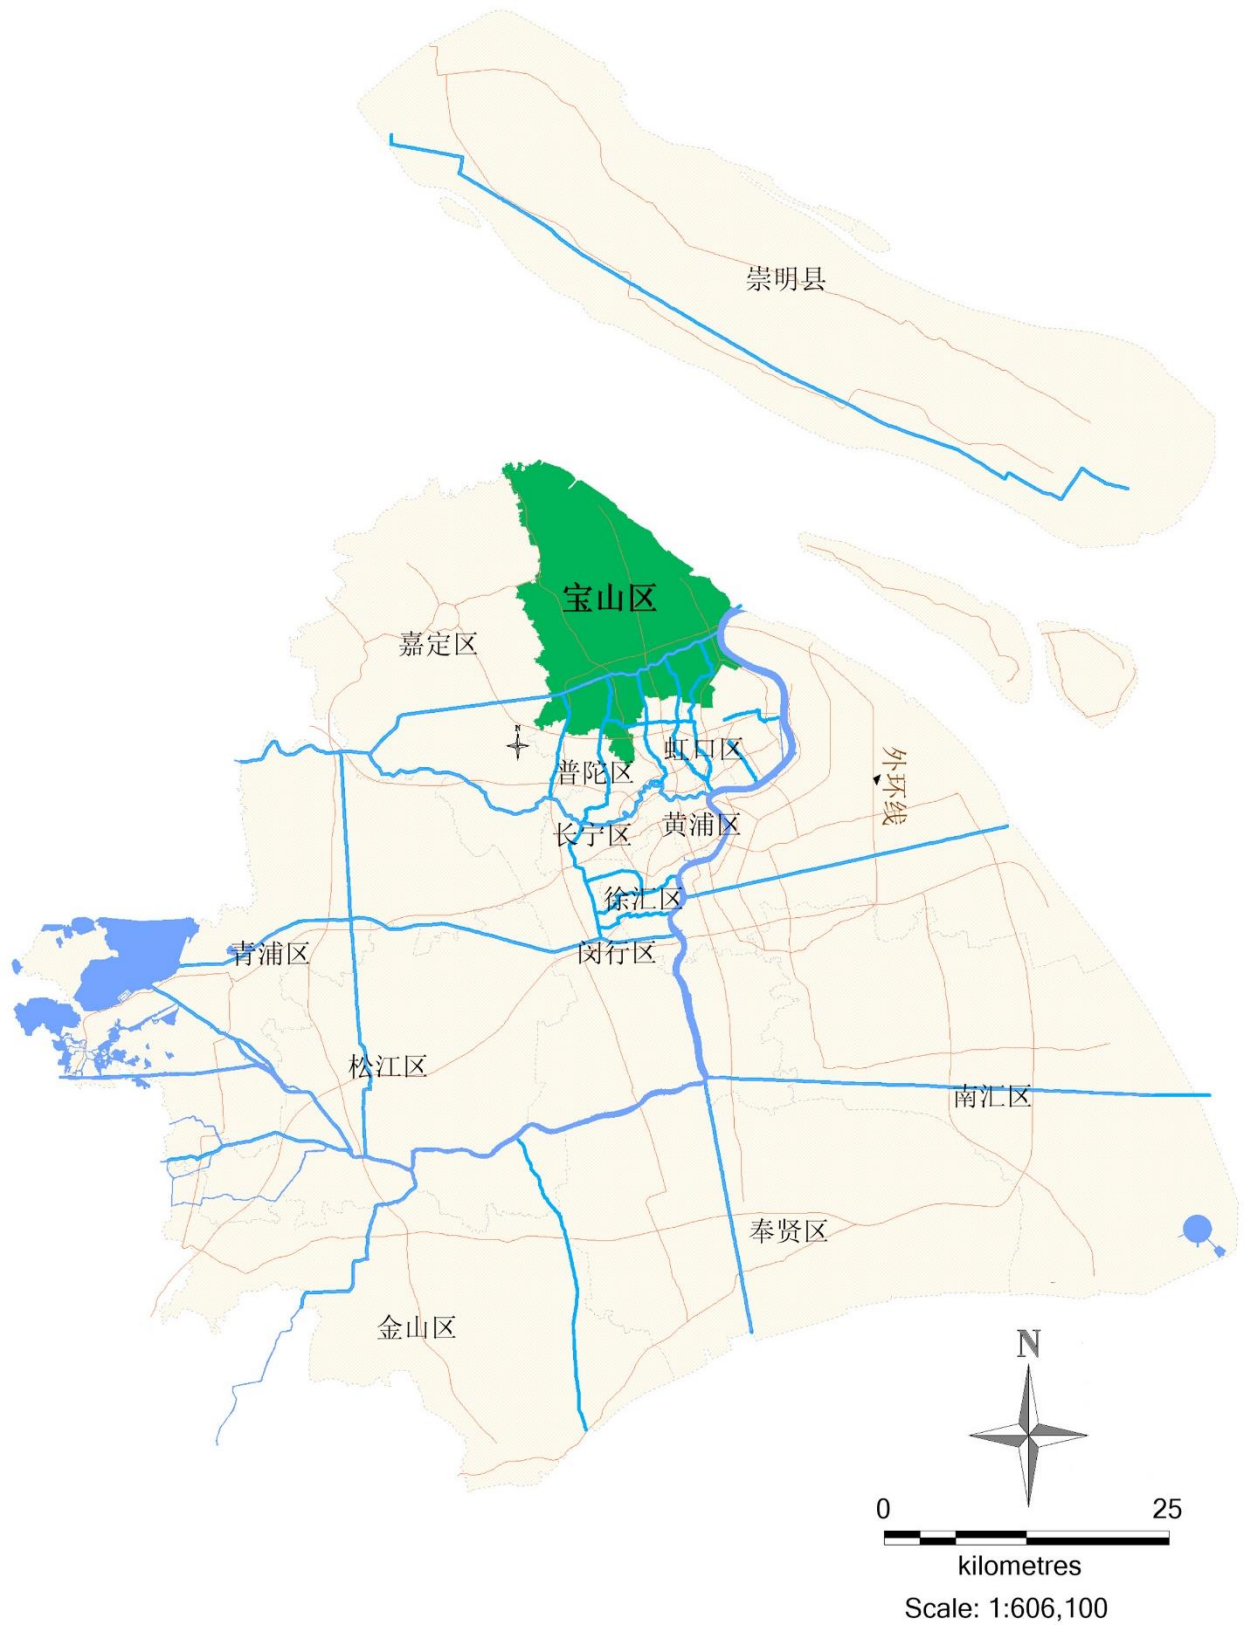 崇明县
宝山区
嘉定区
N
虹口区
普陀区
外环线
黄浦区
长宁区
徐汇区
青浦区
闵行区
松江区
南汇区
奉贤区
金山区
N
0 25
kilometres
Scale: 1:606,100